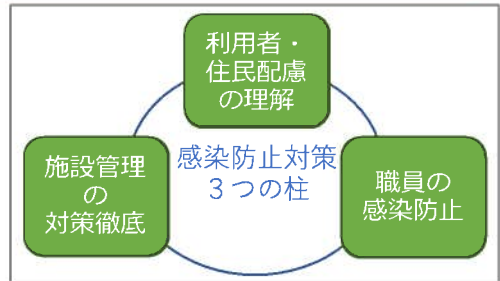 利用者・
住民配慮
の理解
感染防止対策
３つの柱
施設管理
の
対策徹底
職員の
感染防止